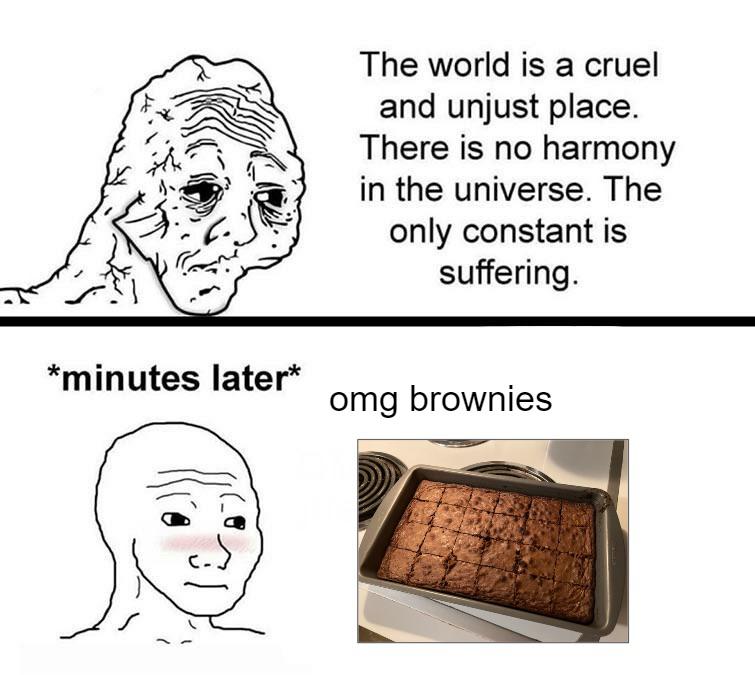 The world is a cruel
and unjust place.
There is no harmony
in the universe. The
only constant is
suffering.
*minutes later*
omg brownies